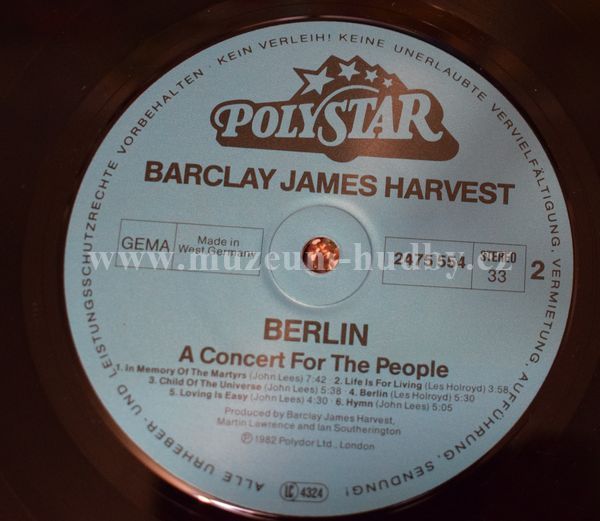 ALLE URHEBER- UND LEISTUNGSSCHUTZRECHTE VORBEHALTEN · KEIN VERLEIH! KEINE UNERLAUBTE VERVIELFÄLTIGUNG, VERMIETUNG, AUFFÜHRUNG, SENDUNG!
POLYSTAR
BARCLAY JAMES HARVEST
GEMA
Made in
West Germany
2475 554
STEREO
33
2
www.muzeum-hudby.cz
BERLIN
A Concert For The People
1. In Memory Of The Martyrs (John Lees) 7:42 · 2. Life Is For Living (Les Holroyd) 3:58
3. Child Of The Universe (John Lees) 5:38 · 4. Berlin (Les Holroyd) 5:30
5. Loving Is Easy (John Lees) 4:30 · 6. Hymn (John Lees) 5:05
Produced by Barclay James Harvest,
Martin Lawrence and Ian Southerington
Ⓟ 1982 Polydor Ltd., London
LC 4324